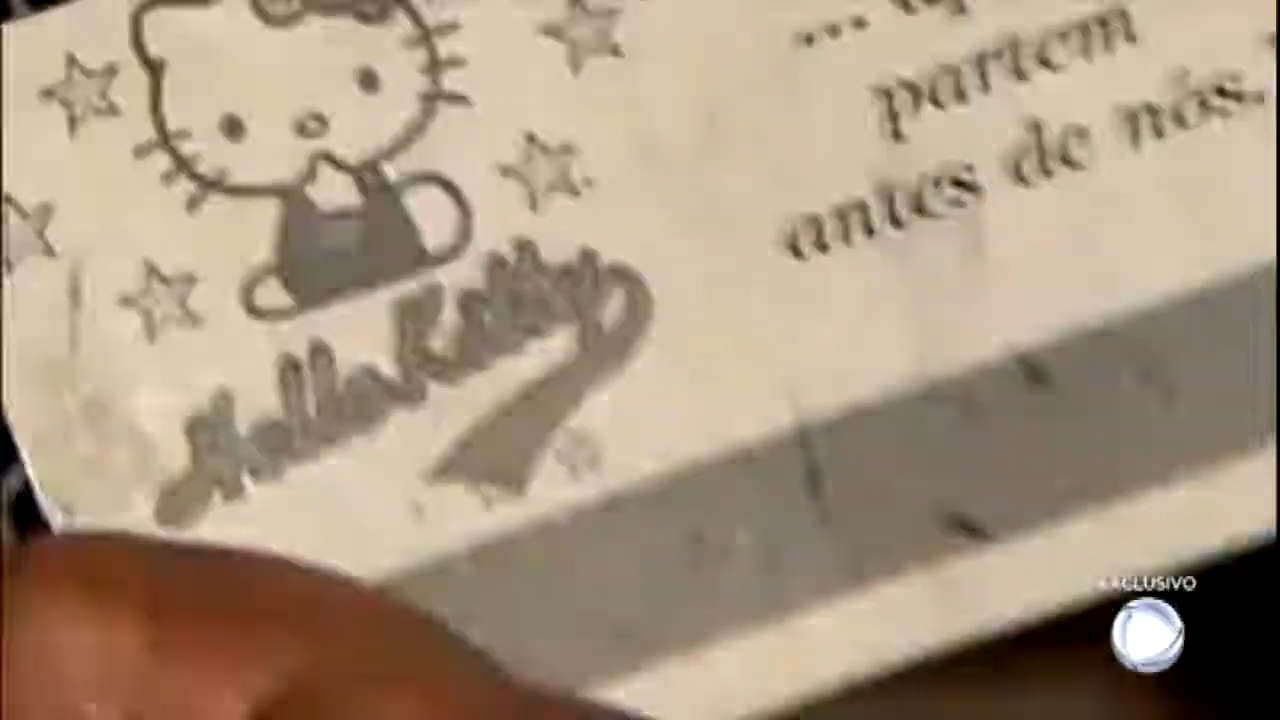 ...
partem
antes de nós.
Hello Kitty
®
EXCLUSIVO